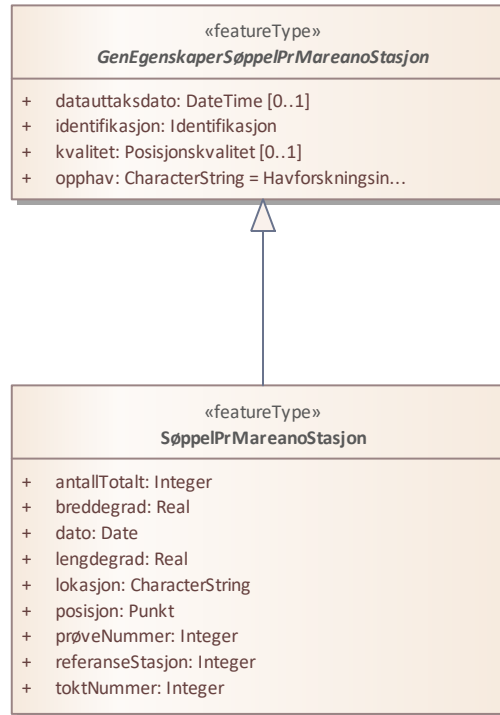 «featureType»
GenEgenskaperSøppelPrMareanoStasjon
+ datauttaksdato: DateTime [0..1]
+ identifikasjon: Identifikasjon
+ kvalitet: Posisjonskvalitet [0..1]
+ opphav: CharacterString = Havforskningsin...
«featureType»
SøppelPrMareanoStasjon
+ antallTotalt: Integer
+ breddegrad: Real
+ dato: Date
+ lengdegrad: Real
+ lokasjon: CharacterString
+ posisjon: Punkt
+ prøveNummer: Integer
+ referanseStasjon: Integer
+ toktNummer: Integer